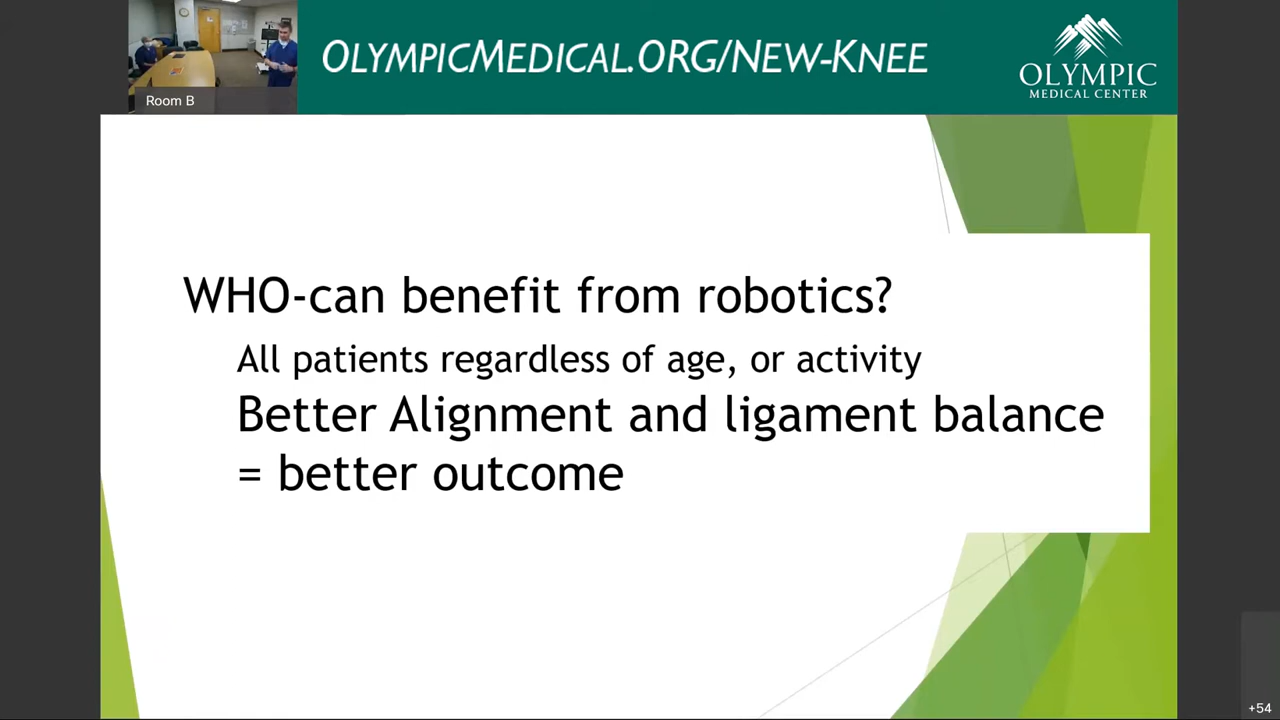 Room B
OLYMPICMEDICAL.ORG/NEW-KNEE
OLYMPIC
MEDICAL CENTER
WHO-can benefit from robotics?
All patients regardless of age, or activity
Better Alignment and ligament balance
= better outcome
+54